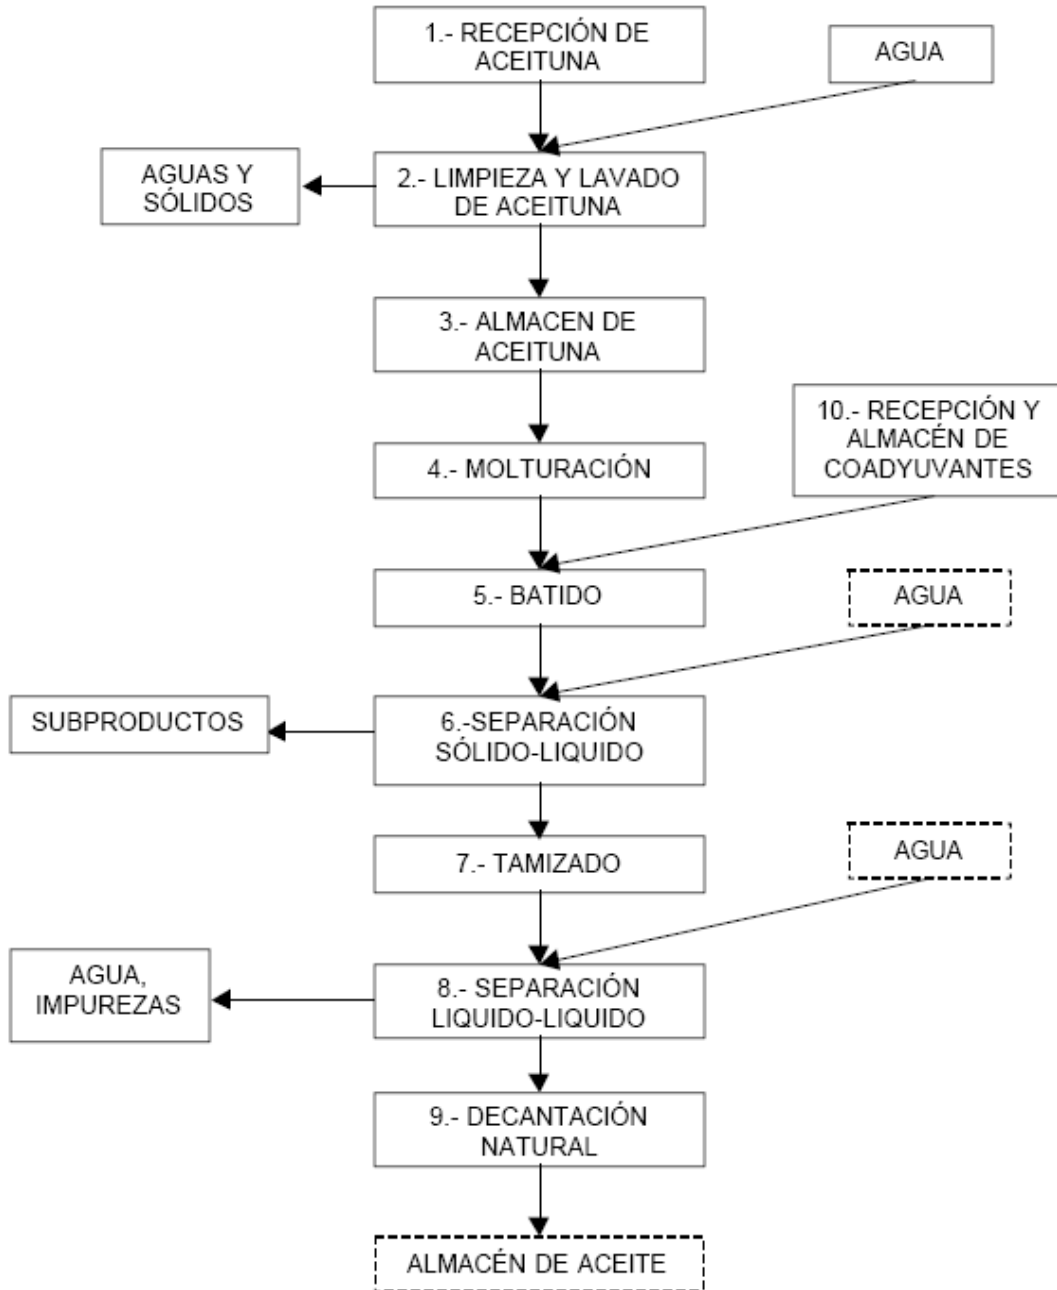 1.- RECEPCIÓN DE
ACEITUNA
AGUA
AGUAS Y
SÓLIDOS
2.- LIMPIEZA Y LAVADO
DE ACEITUNA
3.- ALMACEN DE
ACEITUNA
10.- RECEPCIÓN Y
ALMACÉN DE
COADYUVANTES
4.- MOLTURACIÓN
5.- BATIDO
AGUA
SUBPRODUCTOS
6.-SEPARACIÓN
SÓLIDO-LIQUIDO
7.- TAMIZADO
AGUA
AGUA,
IMPUREZAS
8.- SEPARACIÓN
LIQUIDO-LIQUIDO
9.- DECANTACIÓN
NATURAL
ALMACÉN DE ACEITE